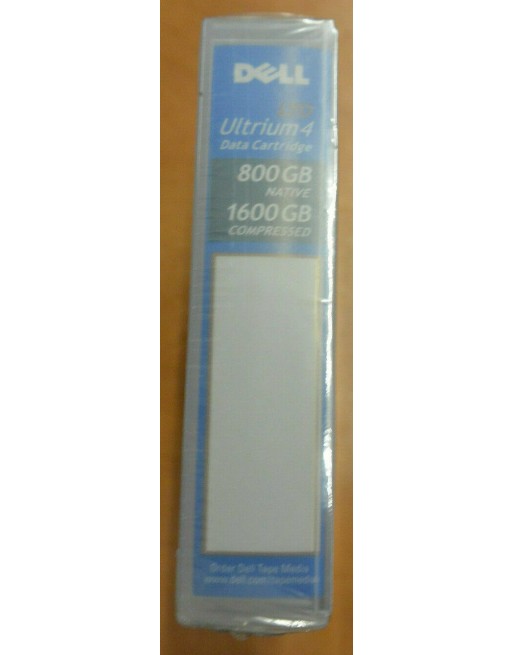 DELL
Ultrium 4
Data Cartridge
800 GB
NATIVE
1600 GB
COMPRESSED
Order Dell Tape Media
www.dell.com/tapemedia